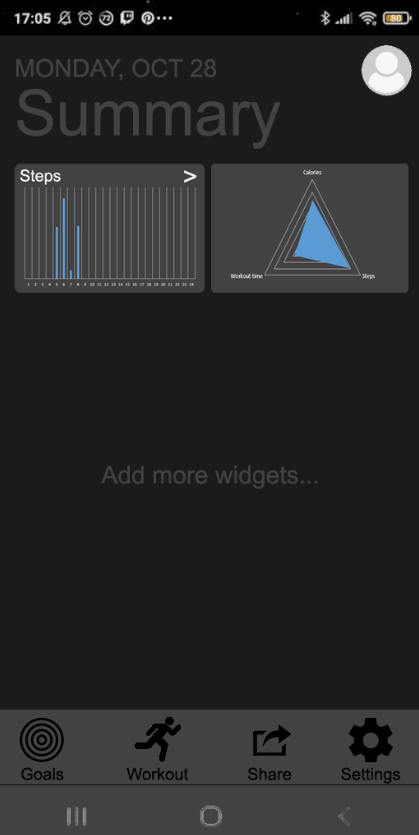 17:05 72 80
MONDAY, OCT 28
Summary
Steps >
1 2 3 4 5 6 7 8 9 10 11 12 13 14 15 16 17 18 19 20 21 22 23 24
Calories
Workout time Steps
Add more widgets...
Goals Workout Share Settings